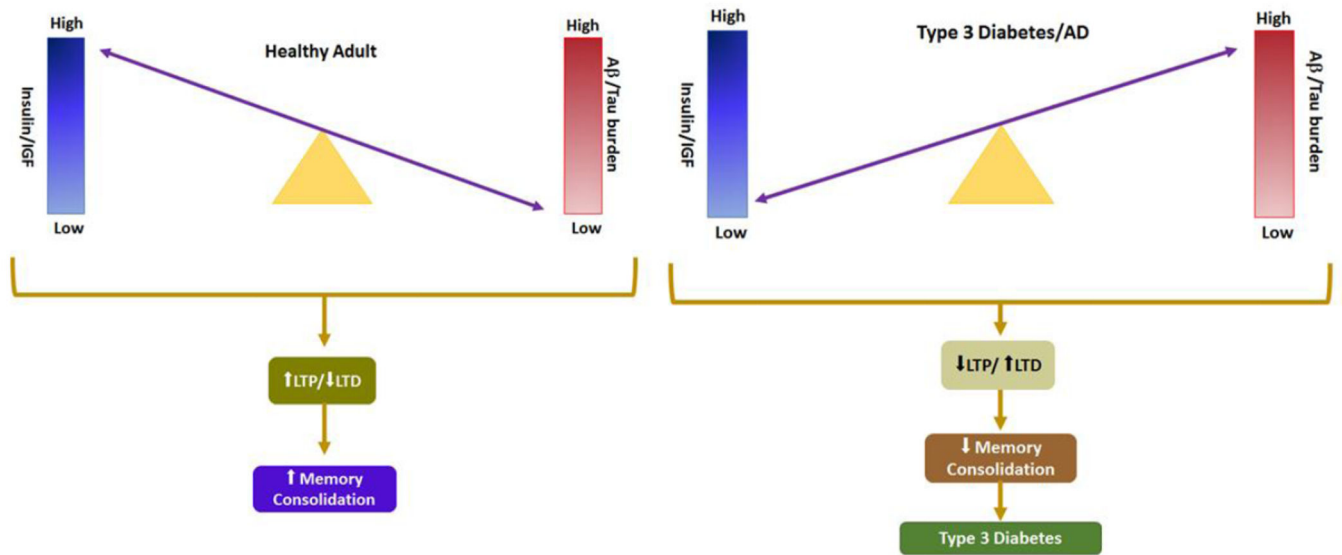 High
Healthy Adult
High
Insulin/IGF
Aβ /Tau burden
Low
Low
↑LTP/↓LTD
↑ Memory
Consolidation
High
Type 3 Diabetes/AD
High
Insulin/IGF
Aβ /Tau burden
Low
Low
↓LTP/ ↑LTD
↓ Memory
Consolidation
Type 3 Diabetes